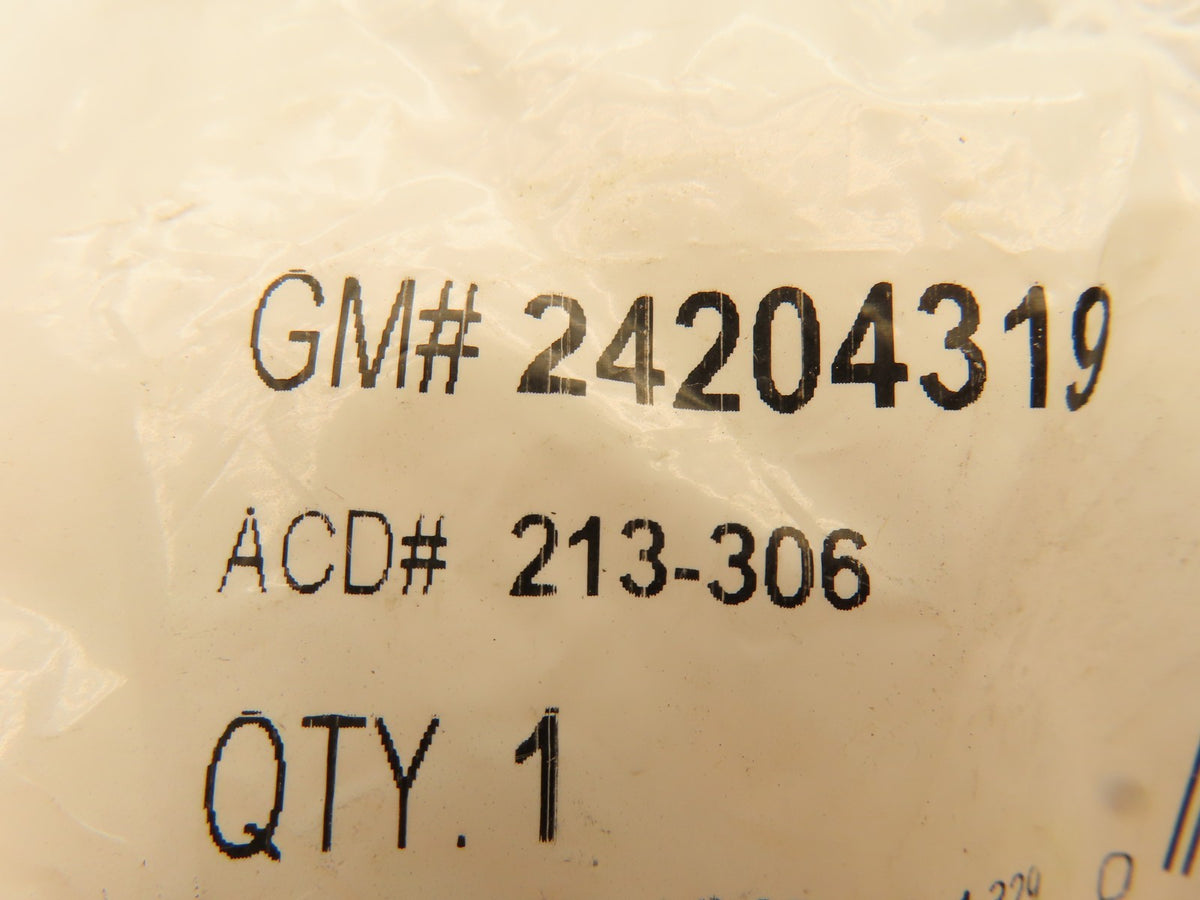 GM# 24204319
ACD# 213-306
QTY. 1